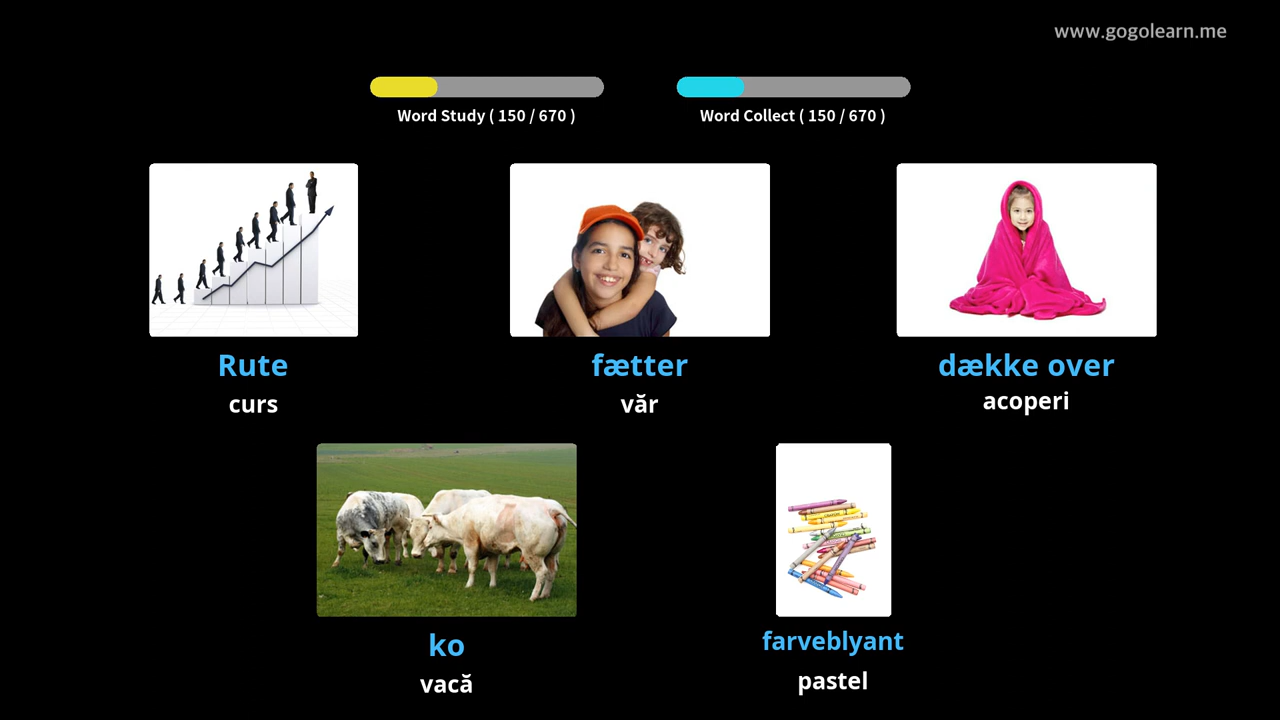 www.gogolearn.me
Word Study ( 150 / 670 )
Word Collect ( 150 / 670 )
Rute
curs
fætter
văr
dække over
acoperi
ko
vacă
farveblyant
pastel